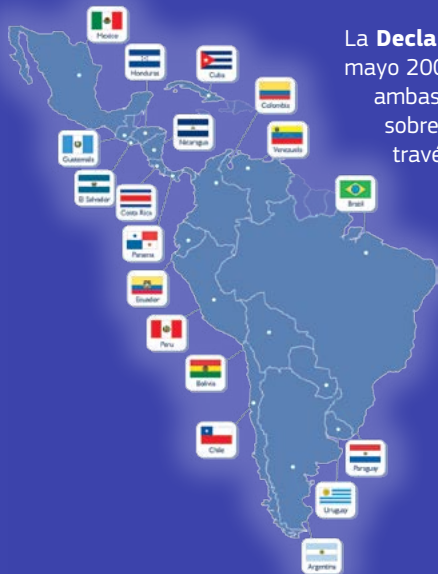 La Decla
mayo 200
ambas
sobre
travé
Mexico
Honduras
Cuba
Colombia
Guatemala
Nicaragua
Venezuela
El Salvador
Costa Rica
Brazil
Panama
Ecuador
Peru
Bolivia
Chile
Paraguay
Uruguay
Argentina